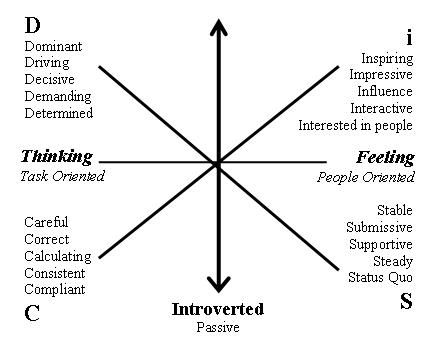 D
Dominant
Driving
Decisive
Demanding
Determined
i
Inspiring
Impressive
Influence
Interactive
Interested in people
Thinking
Task Oriented
Feeling
People Oriented
Careful
Correct
Calculating
Consistent
Compliant
C
Stable
Submissive
Supportive
Steady
Status Quo
S
Introverted
Passive